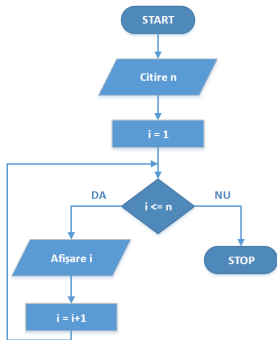 START
Citire n
i = 1
DA
NU
i <= n
Afișare i
STOP
i = i+1